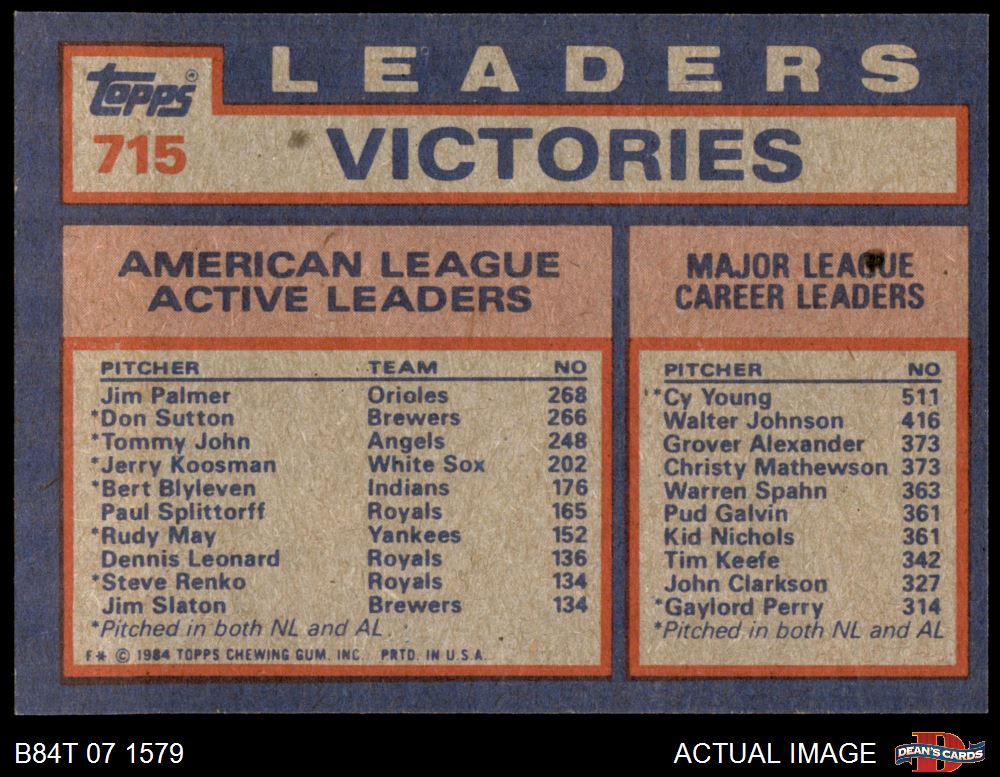 LEADERS
Topps®
715
VICTORIES
AMERICAN LEAGUE
ACTIVE LEADERS
PITCHER TEAM NO
Jim Palmer Orioles 268
*Don Sutton Brewers 266
*Tommy John Angels 248
*Jerry Koosman White Sox 202
*Bert Blyleven Indians 176
Paul Splittorff Royals 165
*Rudy May Yankees 152
Dennis Leonard Royals 136
*Steve Renko Royals 134
Jim Slaton Brewers 134
*Pitched in both NL and AL.
F* © 1984 TOPPS CHEWING GUM, INC. PRTD. IN U.S.A.
MAJOR LEAGUE
CAREER LEADERS
PITCHER NO
*Cy Young 511
Walter Johnson 416
Grover Alexander 373
Christy Mathewson 373
Warren Spahn 363
Pud Galvin 361
Kid Nichols 361
Tim Keefe 342
John Clarkson 327
*Gaylord Perry 314
*Pitched in both NL and AL
B84T 07 1579
ACTUAL IMAGE
DEAN'S CARDS